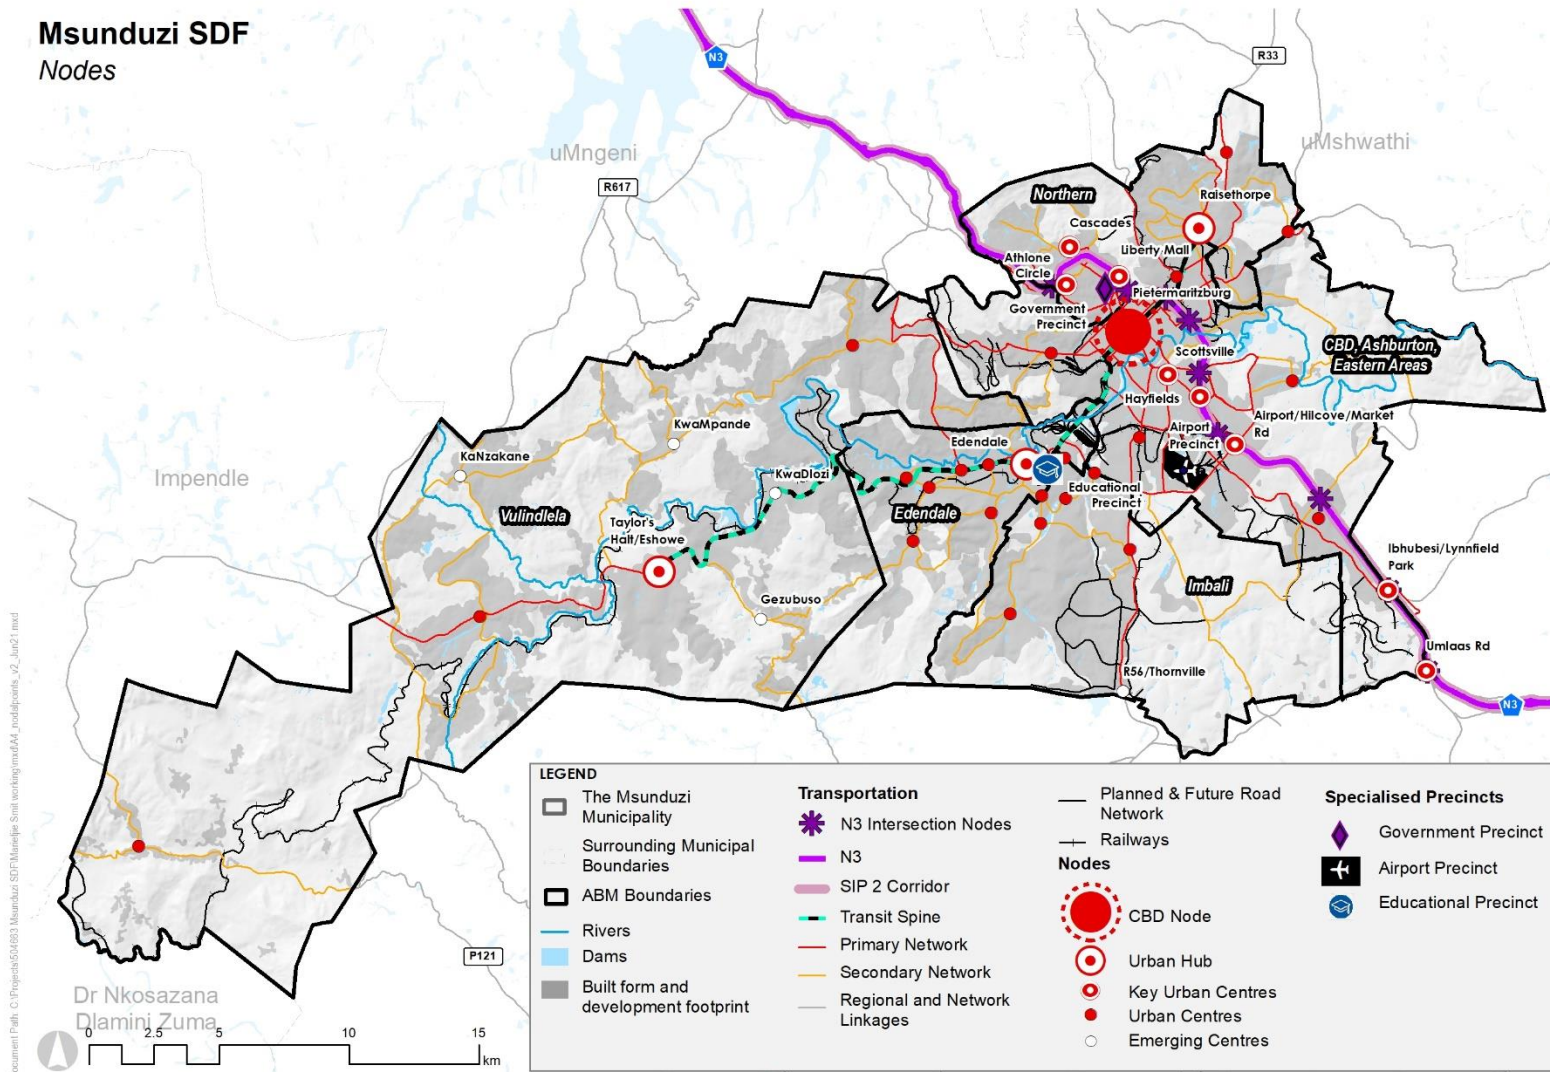 Msunduzi SDF
Nodes
N3
R33
uMngeni
uMshwathi
R617
Northern
Raisethorpe
Cascades
Liberty Mall
Athlone
Circle
Pietermaritzburg
Government
Precinct
Scottsville
CBD, Ashburton,
Eastern Areas
Hayfields
Airport/Hilcove/Market
Rd
Airport
Precinct
KwaMpande
Edendale
KaNzakane
Impendle
KwaDlozi
Educational
Precinct
Vulindlela
Edendale
Taylor's
Halt/Eshowe
Ibhubesi/Lynnfield
Park
Imbali
Gezubuso
Umlaas Rd
R56/Thornville
N3
P121
Dr Nkosazana
Dlamini Zuma
0 2.5 5 10 15
km
LEGEND
The Msunduzi
Municipality
Surrounding Municipal
Boundaries
ABM Boundaries
Rivers
Dams
Built form and
development footprint
Transportation
N3 Intersection Nodes
N3
SIP 2 Corridor
Transit Spine
Primary Network
Secondary Network
Regional and Network
Linkages
Planned & Future Road
Network
Railways
Nodes
CBD Node
Urban Hub
Key Urban Centres
Urban Centres
Emerging Centres
Specialised Precincts
Government Precinct
Airport Precinct
Educational Precinct